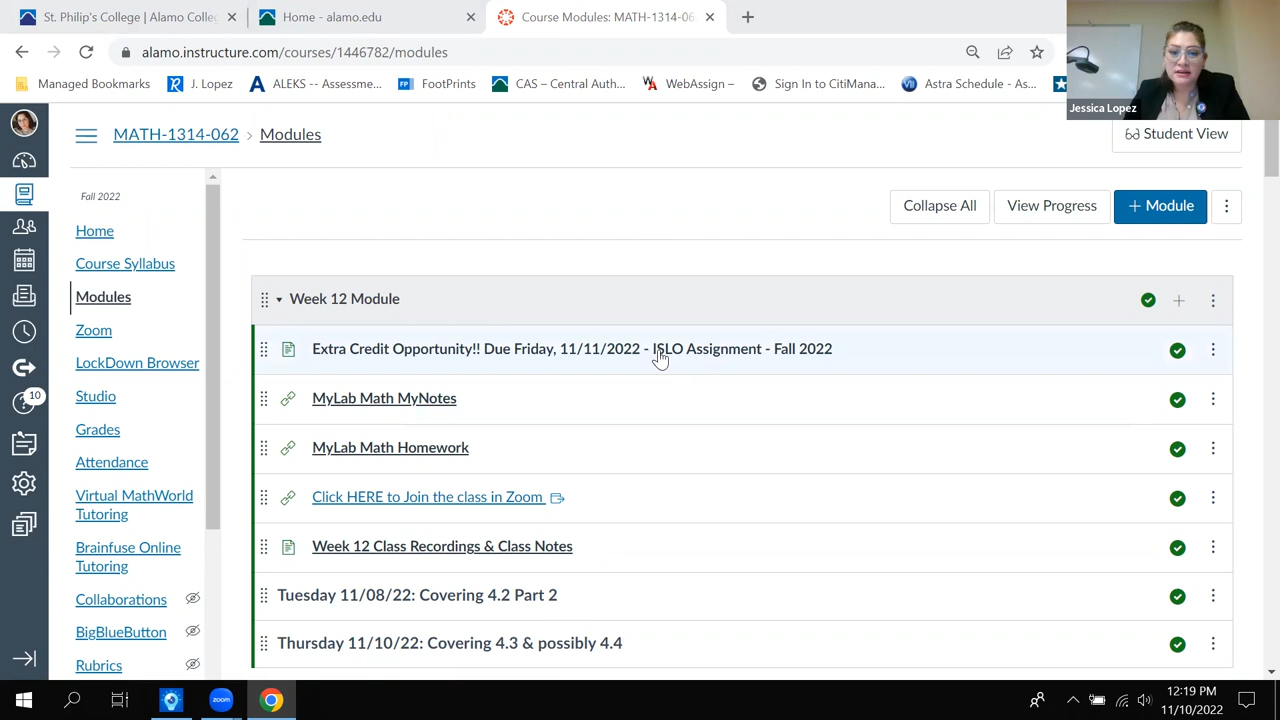 St. Philip's College | Alamo Colle
Home - alamo.edu
Course Modules: MATH-1314-06
alamo.instructure.com/courses/1446782/modules
Managed Bookmarks
J. Lopez
ALEKS -- Assessme...
FootPrints
CAS – Central Auth...
WebAssign –
Sign In to CitiMana...
Astra Schedule - As...
Jessica Lopez
MATH-1314-062 > Modules
Student View
Fall 2022
Home
Course Syllabus
Modules
Zoom
LockDown Browser
Studio
Grades
Attendance
Virtual MathWorld
Tutoring
Brainfuse Online
Tutoring
Collaborations
BigBlueButton
Rubrics
10
Collapse All
View Progress
+ Module
Week 12 Module
Extra Credit Opportunity!! Due Friday, 11/11/2022 - ISLO Assignment - Fall 2022
MyLab Math MyNotes
MyLab Math Homework
Click HERE to Join the class in Zoom
Week 12 Class Recordings & Class Notes
Tuesday 11/08/22: Covering 4.2 Part 2
Thursday 11/10/22: Covering 4.3 & possibly 4.4
zoom
12:19 PM
11/10/2022